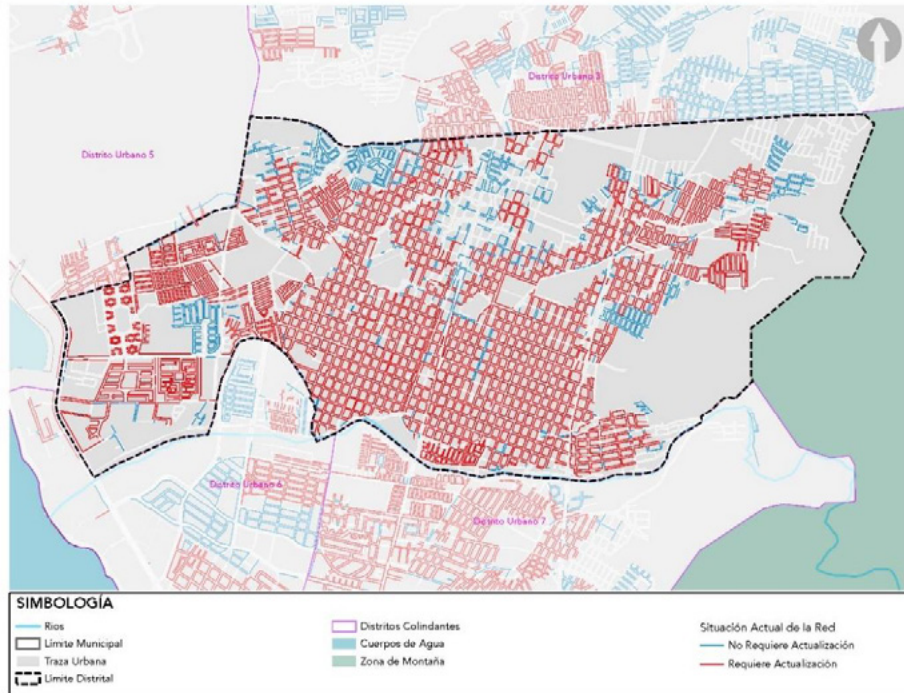 Distrito Urbano 3
Distrito Urbano 5
Distrito Urbano 6
Distrito Urbano 7
SIMBOLOGÍA
Rios
Límite Municipal
Traza Urbana
Límite Distrital
Distritos Colindantes
Cuerpos de Agua
Zona de Montaña
Situación Actual de la Red
No Requiere Actualización
Requiere Actualización